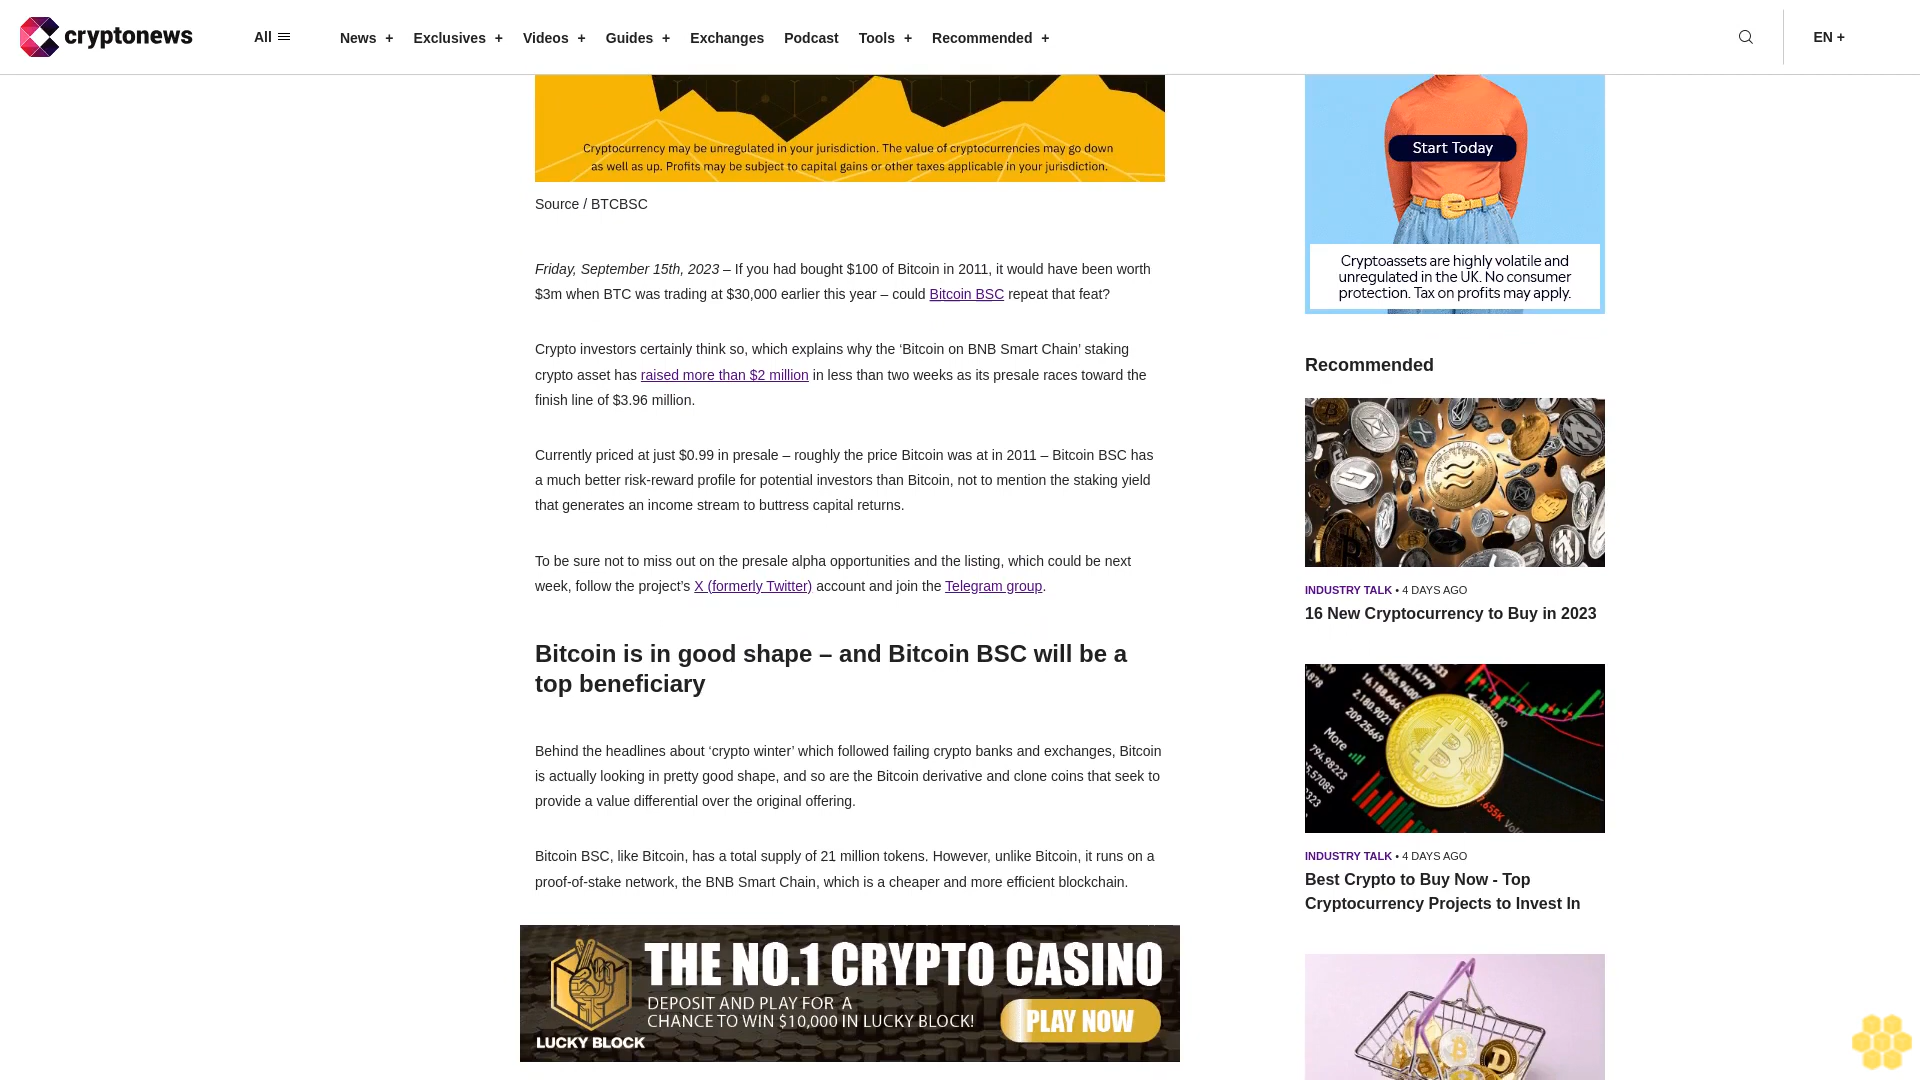 cryptonews
All
News +
Exclusives +
Videos +
Guides +
Exchanges
Podcast
Tools +
Recommended +
EN +
Cryptocurrency may be unregulated in your jurisdiction. The value of cryptocurrencies may go down
as well as up. Profits may be subject to capital gains or other taxes applicable in your jurisdiction.
Source / BTCBSC
Friday, September 15th, 2023 – If you had bought $100 of Bitcoin in 2011, it would have been worth
$3m when BTC was trading at $30,000 earlier this year – could Bitcoin BSC repeat that feat?
Crypto investors certainly think so, which explains why the ‘Bitcoin on BNB Smart Chain’ staking
crypto asset has raised more than $2 million in less than two weeks as its presale races toward the
finish line of $3.96 million.
Currently priced at just $0.99 in presale – roughly the price Bitcoin was at in 2011 – Bitcoin BSC has
a much better risk-reward profile for potential investors than Bitcoin, not to mention the staking yield
that generates an income stream to buttress capital returns.
To be sure not to miss out on the presale alpha opportunities and the listing, which could be next
week, follow the project’s X (formerly Twitter) account and join the Telegram group.
Bitcoin is in good shape – and Bitcoin BSC will be a
top beneficiary
Behind the headlines about ‘crypto winter’ which followed failing crypto banks and exchanges, Bitcoin
is actually looking in pretty good shape, and so are the Bitcoin derivative and clone coins that seek to
provide a value differential over the original offering.
Bitcoin BSC, like Bitcoin, has a total supply of 21 million tokens. However, unlike Bitcoin, it runs on a
proof-of-stake network, the BNB Smart Chain, which is a cheaper and more efficient blockchain.
THE NO.1 CRYPTO CASINO
DEPOSIT AND PLAY FOR A
CHANCE TO WIN $10,000 IN LUCKY BLOCK!
PLAY NOW
LUCKY BLOCK
Start Today
Cryptoassets are highly volatile and
unregulated in the UK. No consumer
protection. Tax on profits may apply.
Recommended
INDUSTRY TALK • 4 DAYS AGO
16 New Cryptocurrency to Buy in 2023
More
16.188.66
2,180.9021
209.25669
794.98223
INDUSTRY TALK • 4 DAYS AGO
Best Crypto to Buy Now - Top
Cryptocurrency Projects to Invest In